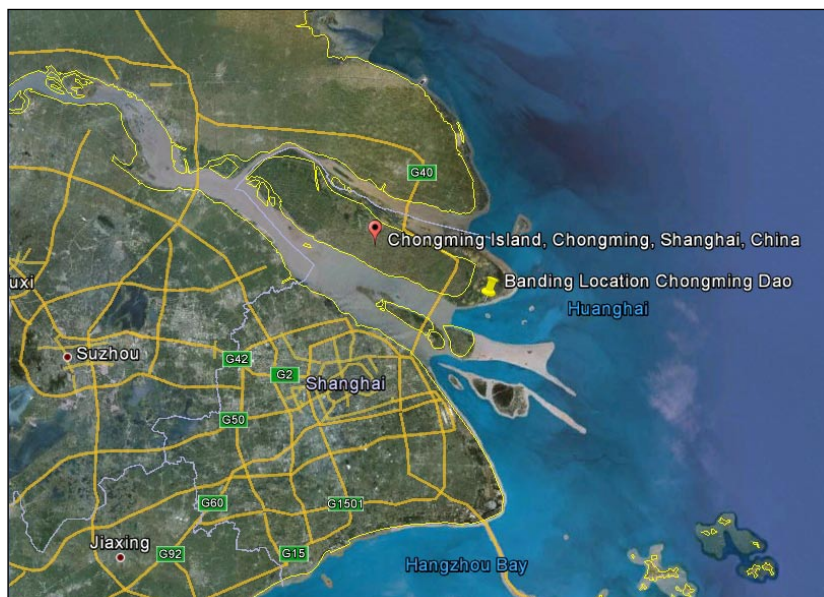 G40
Chongming Island, Chongming, Shanghai, China
uxi
Banding Location Chongming Dao
Huanghai
Suzhou
G42
G2
Shanghai
G50
G60
G1501
Jiaxing
G92
G15
Hangzhou Bay